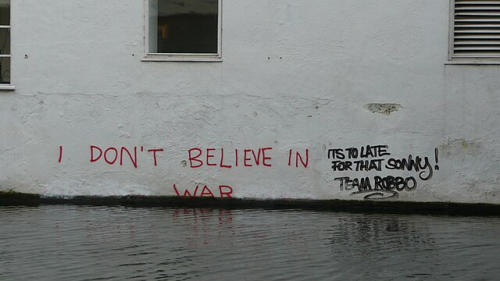 I DON'T BELIEVE IN
WAR
ITS TO LATE
FOR THAT SONNY!
TEAM ROBBO